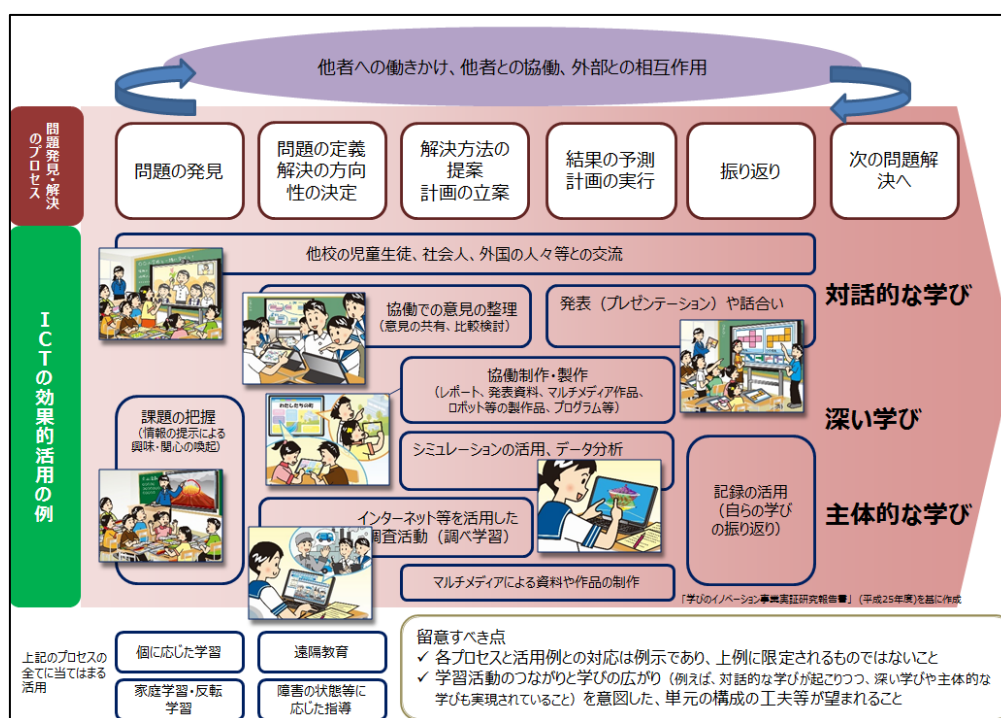 他者への働きかけ、他者との協働、外部との相互作用
問題発見・解決
のプロセス
問題の発見
問題の定義
解決の方向
性の決定
解決方法の
提案
計画の立案
結果の予測
計画の実行
振り返り
次の問題解
決へ
ICTの効果的活用の例
他校の児童生徒、社会人、外国の人々等との交流
協働での意見の整理
(意見の共有、比較検討)
発表(プレゼンテーション)や話合い
対話的な学び
協働制作・製作
(レポート、発表資料、マルチメディア作品、
ロボット等の製作品、プログラム等)
課題の把握
(情報の提示による
興味・関心の喚起)
深い学び
シミュレーションの活用、データ分析
記録の活用
(自らの学び
の振り返り)
主体的な学び
インターネット等を活用した
調査活動(調べ学習)
マルチメディアによる資料や作品の制作
「学びのイノベーション事業実証研究報告書」(平成25年度)を基に作成
上記のプロセスの
全てに当てはまる
活用
個に応じた学習
遠隔教育
家庭学習・反転
学習
障害の状態等に
応じた指導
留意すべき点
✓ 各プロセスと活用例との対応は例示であり、上例に限定されるものではないこと
✓ 学習活動のつながりと学びの広がり(例えば、対話的な学びが起こりつつ、深い学びや主体的な
学びも実現されていること)を意図した、単元の構成の工夫等が望まれること